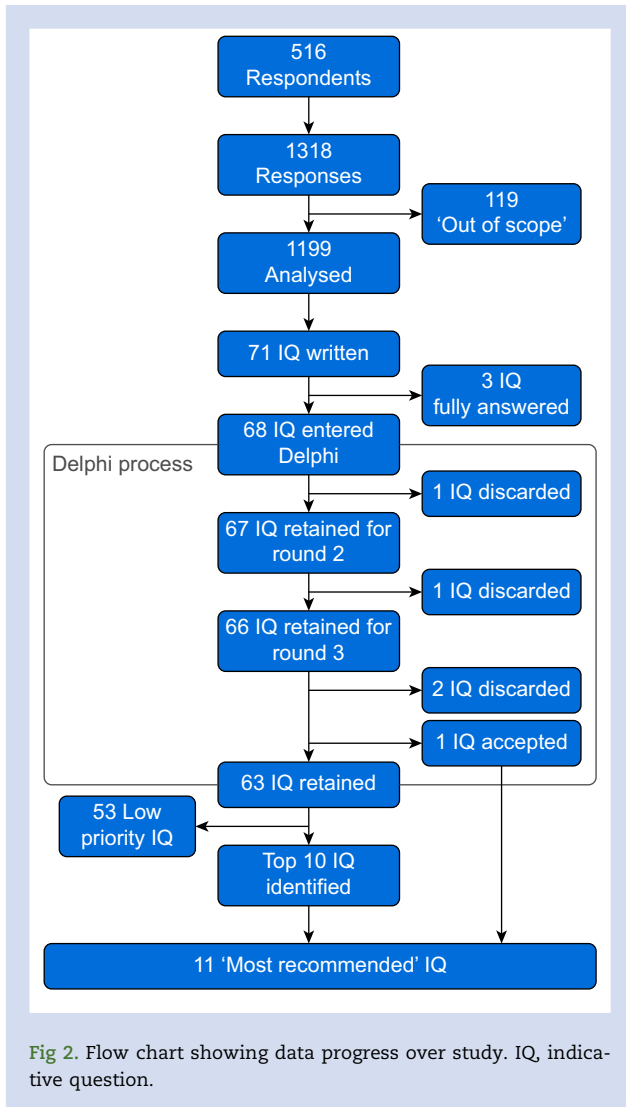 516
Respondents
1318
Responses
119
‘Out of scope’
1199
Analysed
71 IQ written
3 IQ
fully answered
68 IQ entered
Delphi
Delphi process
1 IQ discarded
67 IQ retained for
round 2
1 IQ discarded
66 IQ retained for
round 3
2 IQ discarded
1 IQ accepted
63 IQ retained
53 Low
priority IQ
Top 10 IQ
identified
11 ‘Most recommended’ IQ
Fig 2. Flow chart showing data progress over study. IQ, indica-
tive question.